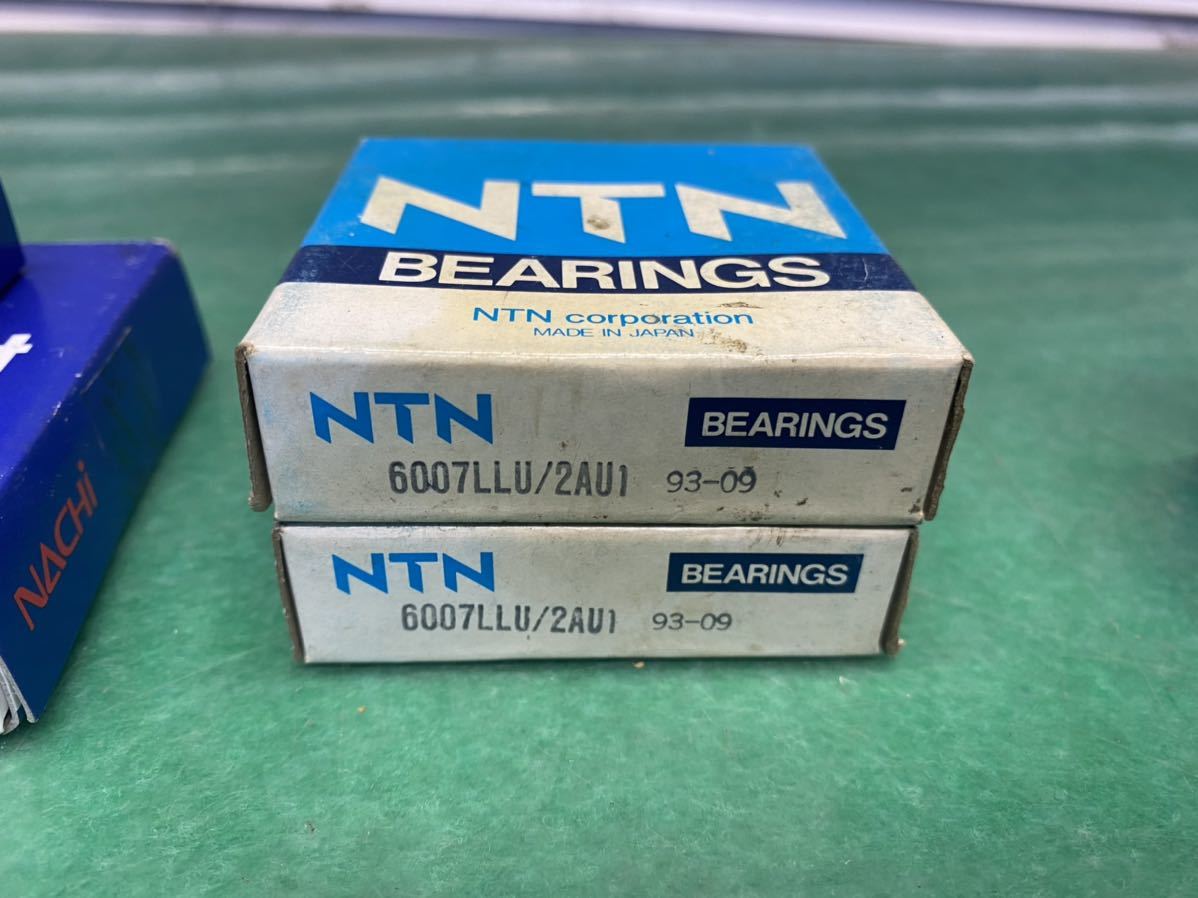 NTN
BEARINGS
NTN corporation
MADE IN JAPAN
NTN BEARINGS
6007LLU/2AU1 93-09
NTN BEARINGS
6007LLU/2AU1 93-09
NACHi